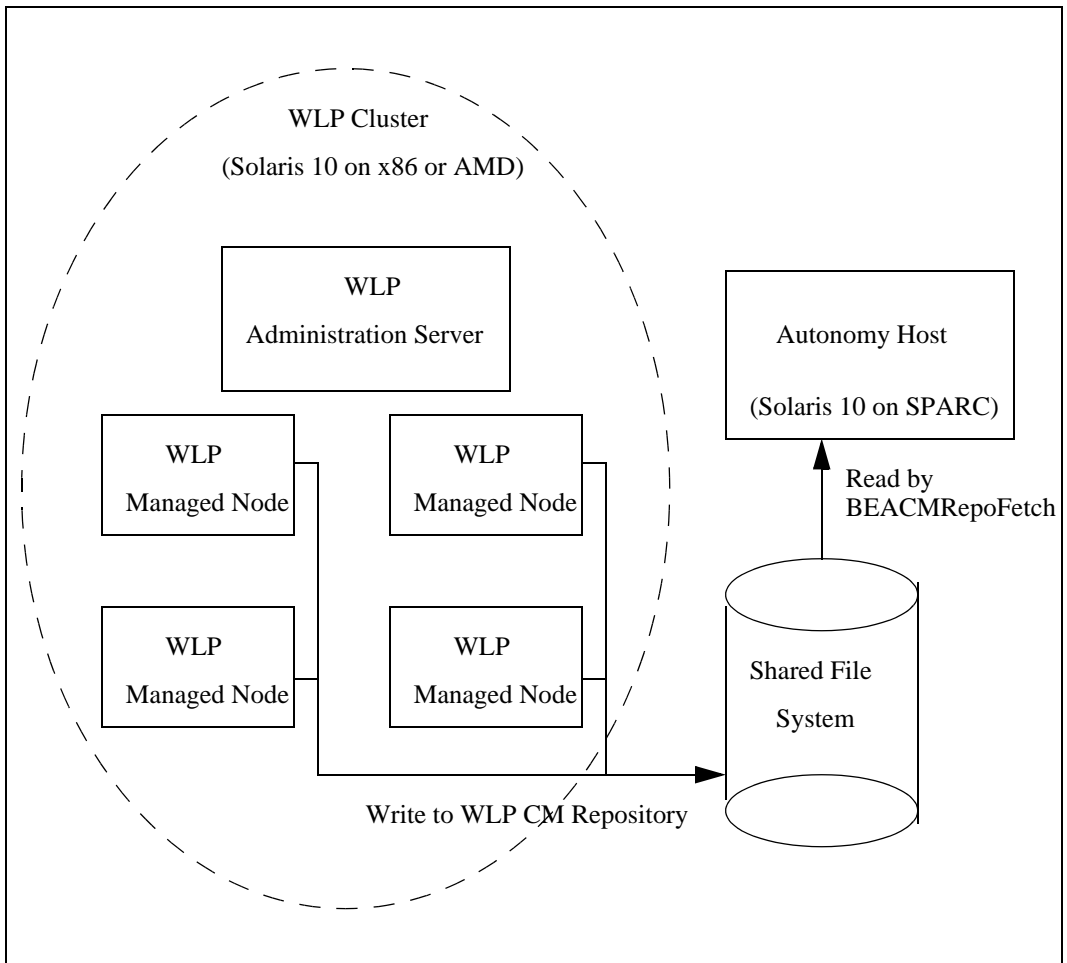 WLP Cluster
(Solaris 10 on x86 or AMD)
WLP
Administration Server
Autonomy Host
(Solaris 10 on SPARC)
WLP
Managed Node
WLP
Managed Node
Read by
BEACMRepoFetch
WLP
Managed Node
WLP
Managed Node
Shared File
System
Write to WLP CM Repository